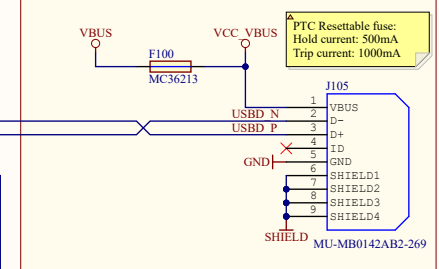 VBUS
VCC_VBUS
PTC Resettable fuse:
Hold current: 500mA
Trip current: 1000mA
F100
MC36213
J105
1 VBUS
USBD_N 2 D-
USBD_P 3 D+
4 ID
GND 5 GND
6 SHIELD1
7 SHIELD2
8 SHIELD3
9 SHIELD4
SHIELD
MU-MB0142AB2-269